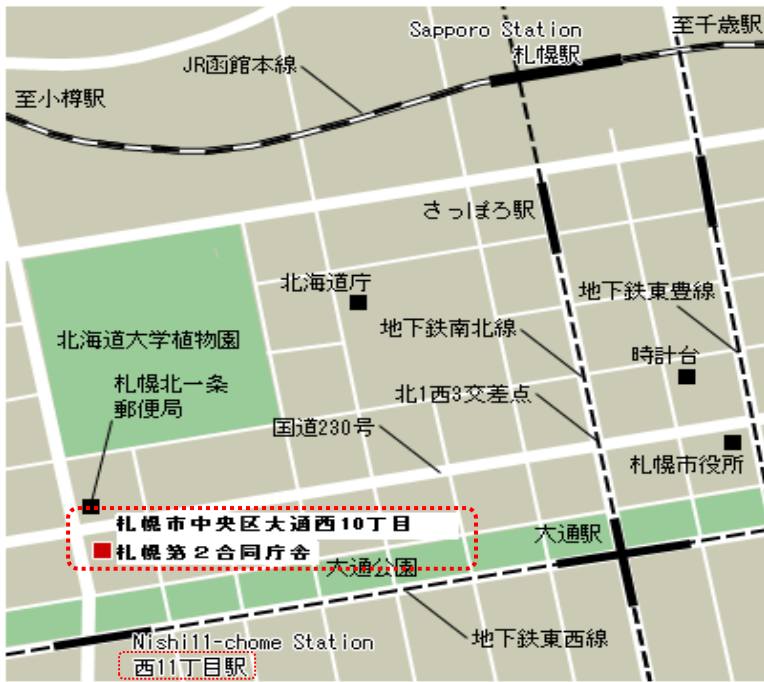 Sapporo Station
札幌駅
至千歳駅
JR函館本線
至小樽駅
さっぽろ駅
北海道庁
地下鉄東豊線
地下鉄南北線
北海道大学植物園
時計台
札幌北一条
郵便局
北1西3交差点
国道230号
札幌市役所
札幌市中央区大通西10丁目
大通駅
札幌第2合同庁舎
大通公園
Nishi11-chome Station
地下鉄東西線
西11丁目駅